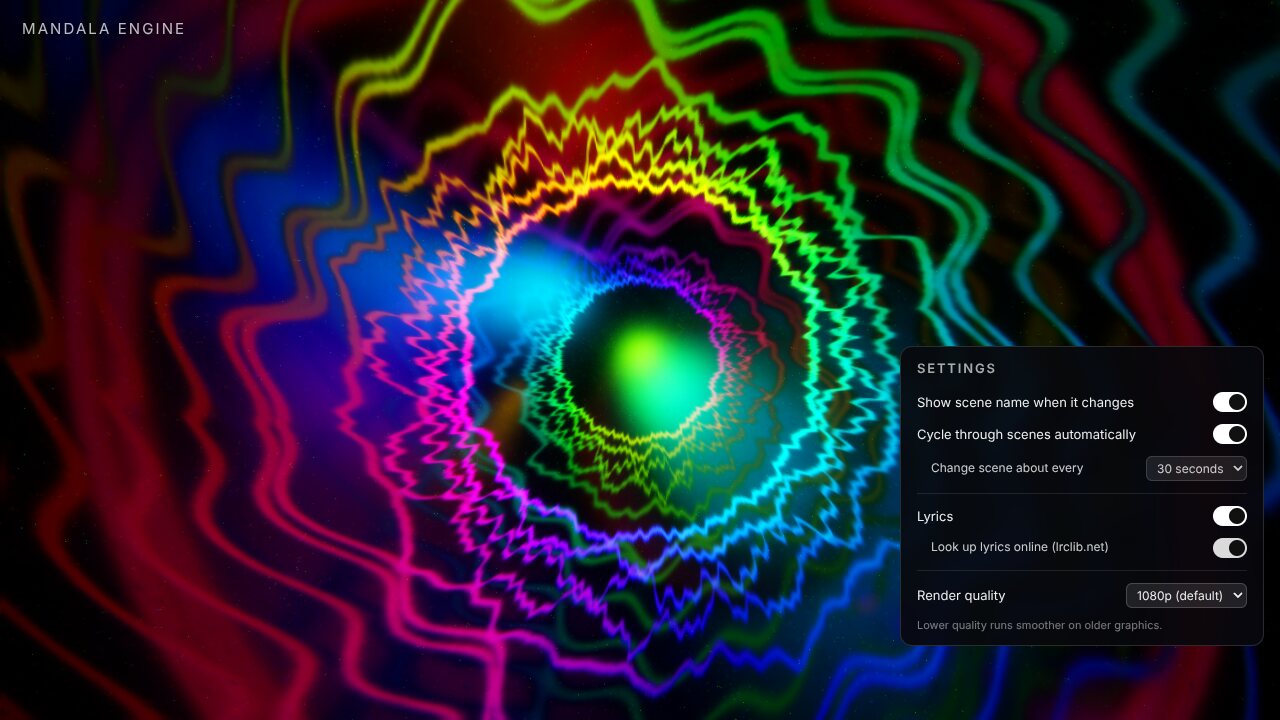 MANDALA ENGINE
SETTINGS
Show scene name when it changes
Cycle through scenes automatically
Change scene about every 30 seconds
Lyrics
Look up lyrics online (lrclib.net)
Render quality 1080p (default)
Lower quality runs smoother on older graphics.